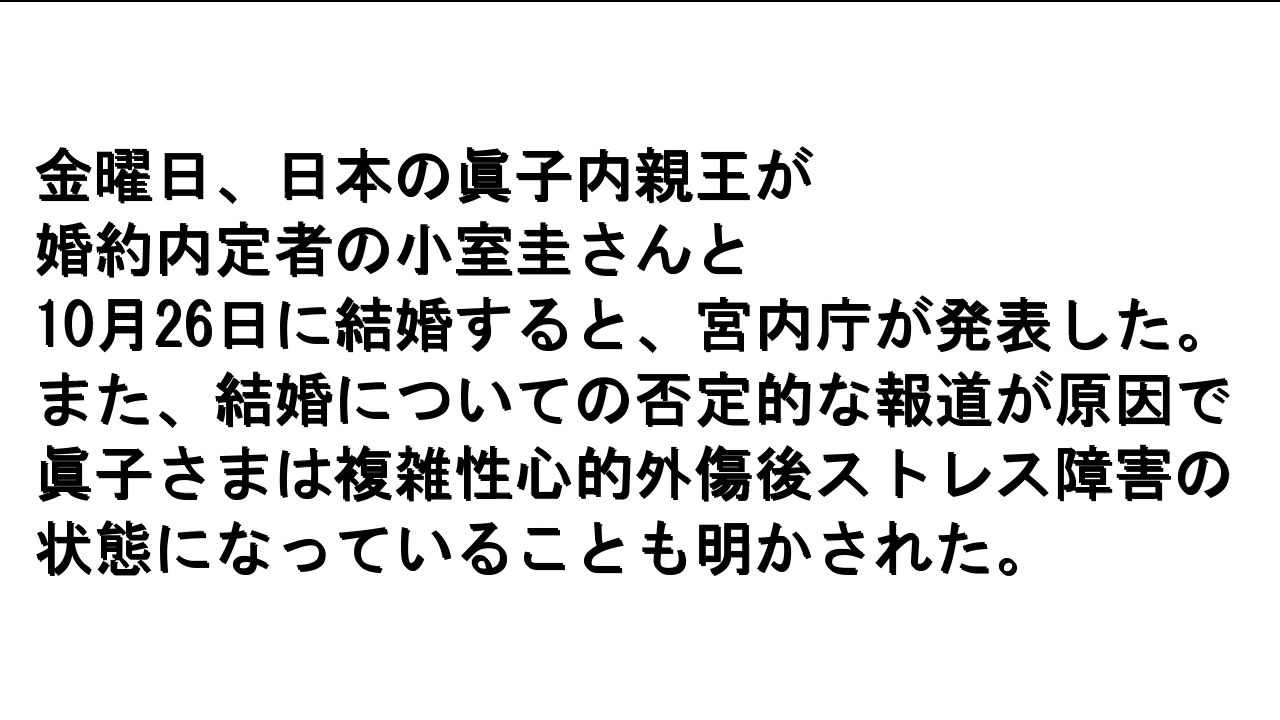 金曜日、日本の眞子内親王が
婚約内定者の小室圭さんと
10月26日に結婚すると、宮内庁が発表した。
また、結婚についての否定的な報道が原因で
眞子さまは複雑性心的外傷後ストレス障害の
状態になっていることも明かされた。